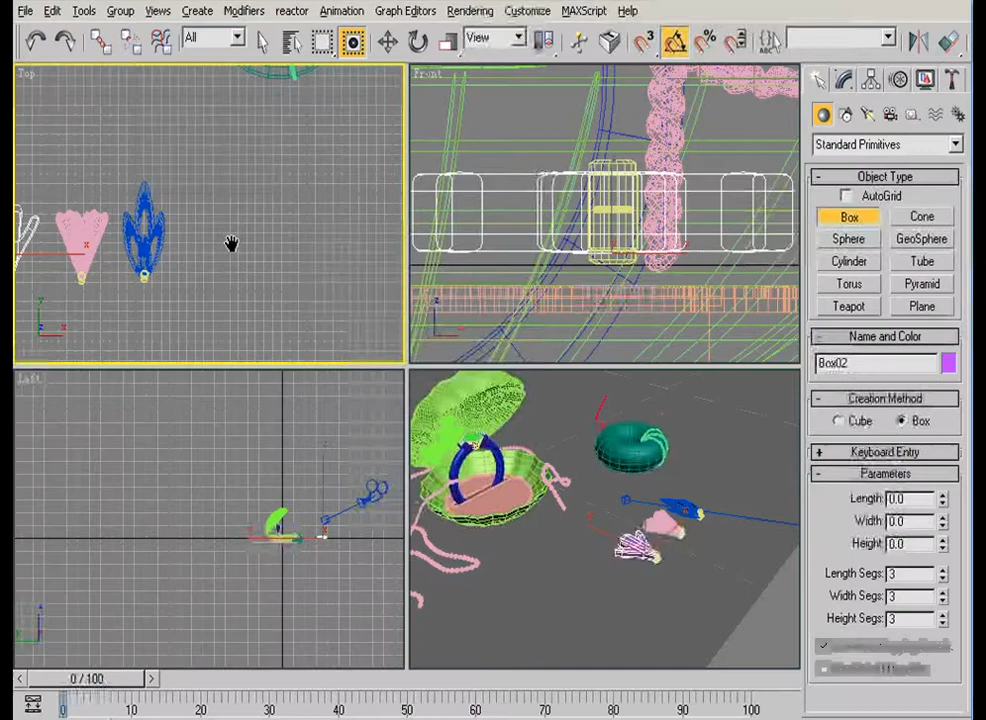 File Edit Tools Group Views Create Modifiers reactor Animation Graph Editors Rendering Customize MAXScript Help
All View
Top
Front
Left
Standard Primitives
Object Type
AutoGrid
Box Cone
Sphere GeoSphere
Cylinder Tube
Torus Pyramid
Teapot Plane
Name and Color
Box02
Creation Method
Cube Box
Keyboard Entry
Parameters
Length: 0.0
Width: 0.0
Height: 0.0
Length Segs: 3
Width Segs: 3
Height Segs: 3
0 / 100
0 10 20 30 40 50 60 70 80 90 100